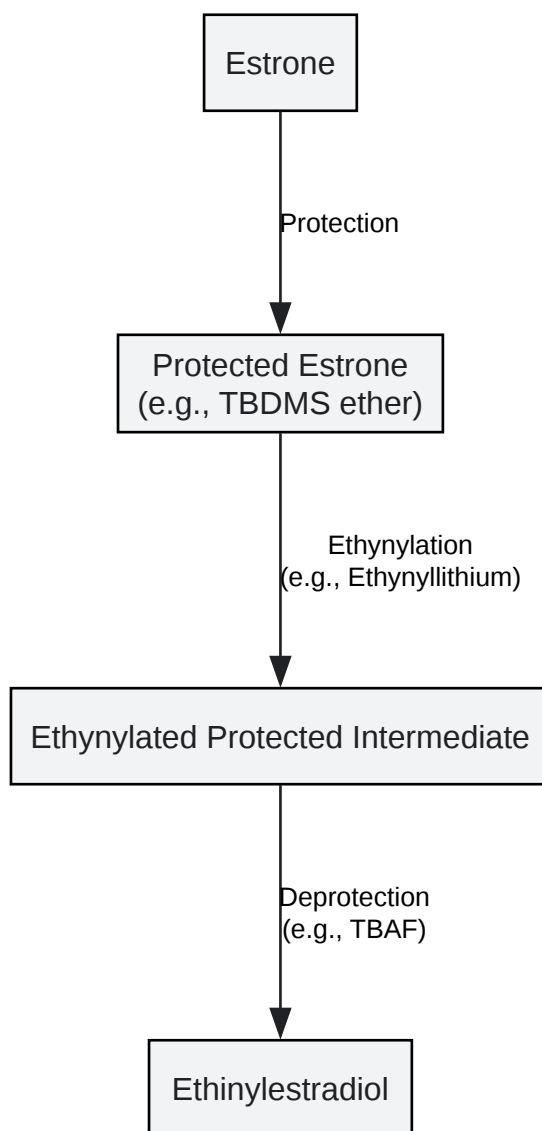 Estrone
Protection
Protected Estrone
(e.g., TBDMS ether)
Ethynylation
(e.g., Ethynyllithium)
Ethynylated Protected Intermediate
Deprotection
(e.g., TBAF)
Ethinylestradiol